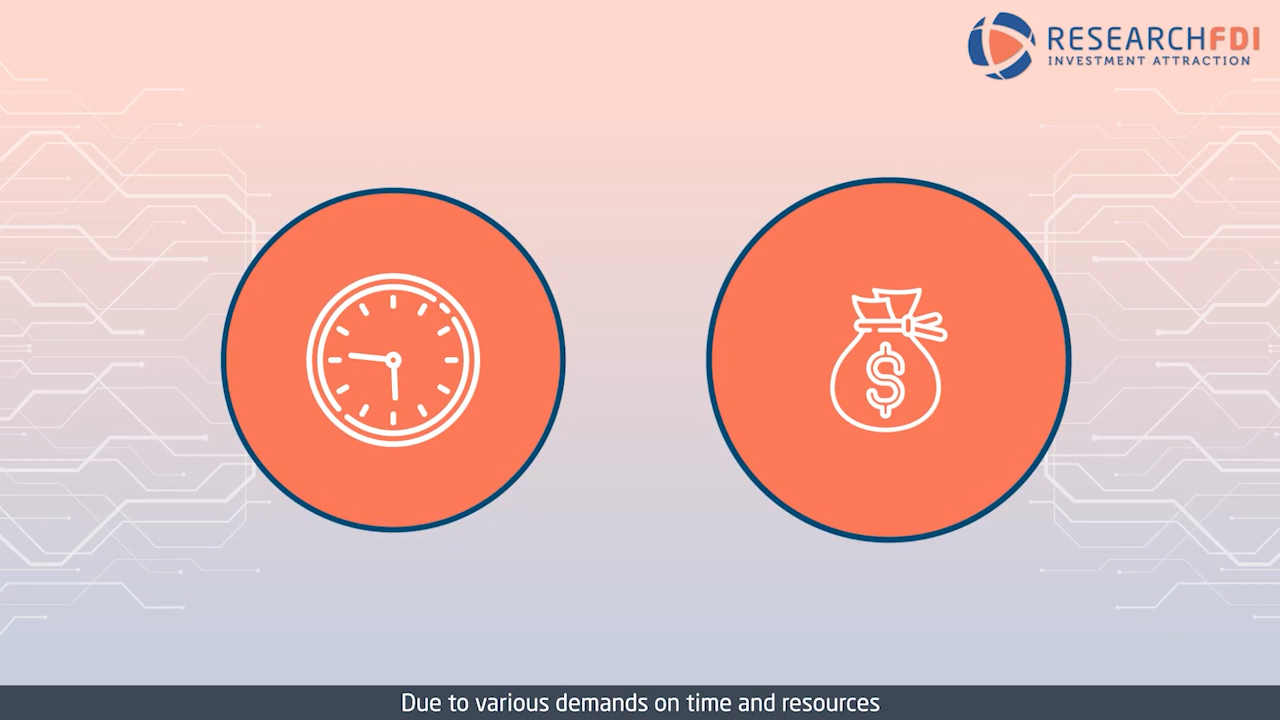 RESEARCHFDI
INVESTMENT ATTRACTION
$
Due to various demands on time and resources